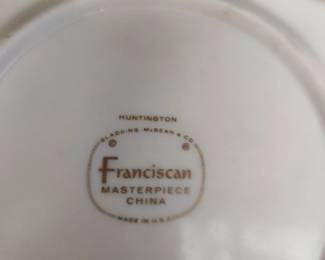 HUNTINGTON
GLADDING, McBEAN & CO.
© ®
Franciscan
MASTERPIECE
CHINA
MADE IN U.S.A.